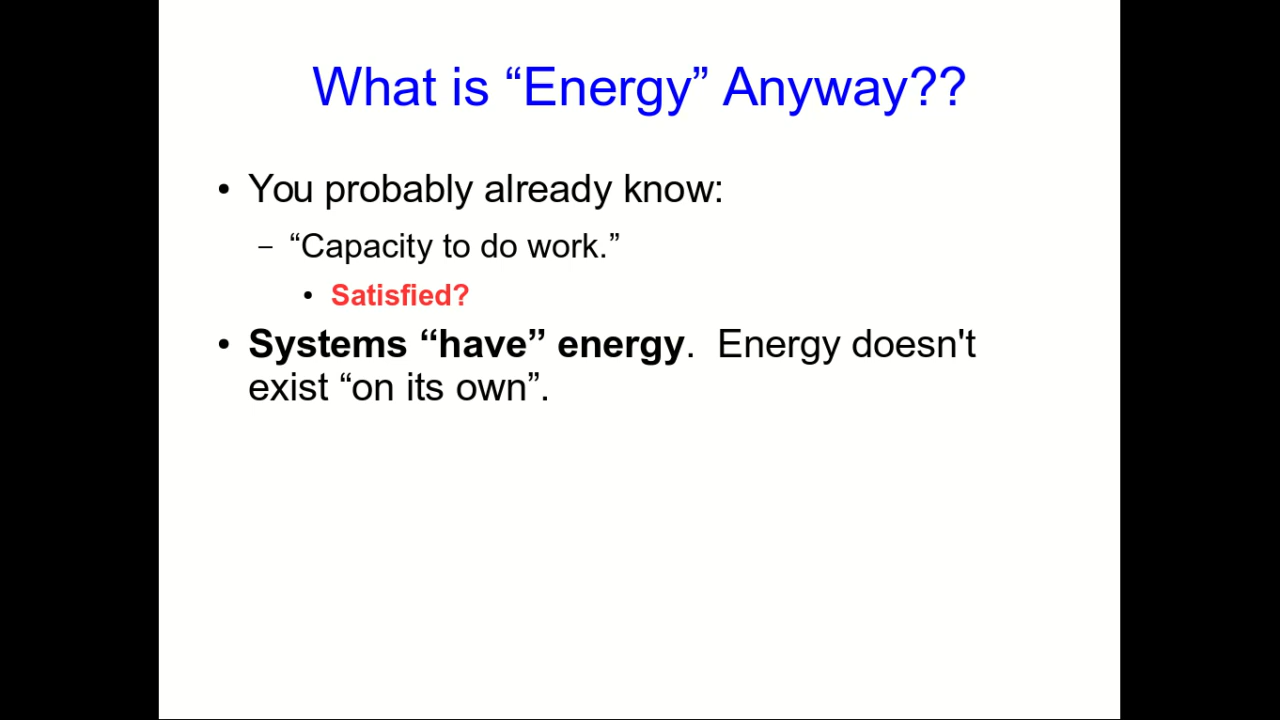 What is “Energy” Anyway??
• You probably already know:
– “Capacity to do work.”
• Satisfied?
• Systems “have” energy.  Energy doesn't
exist “on its own”.